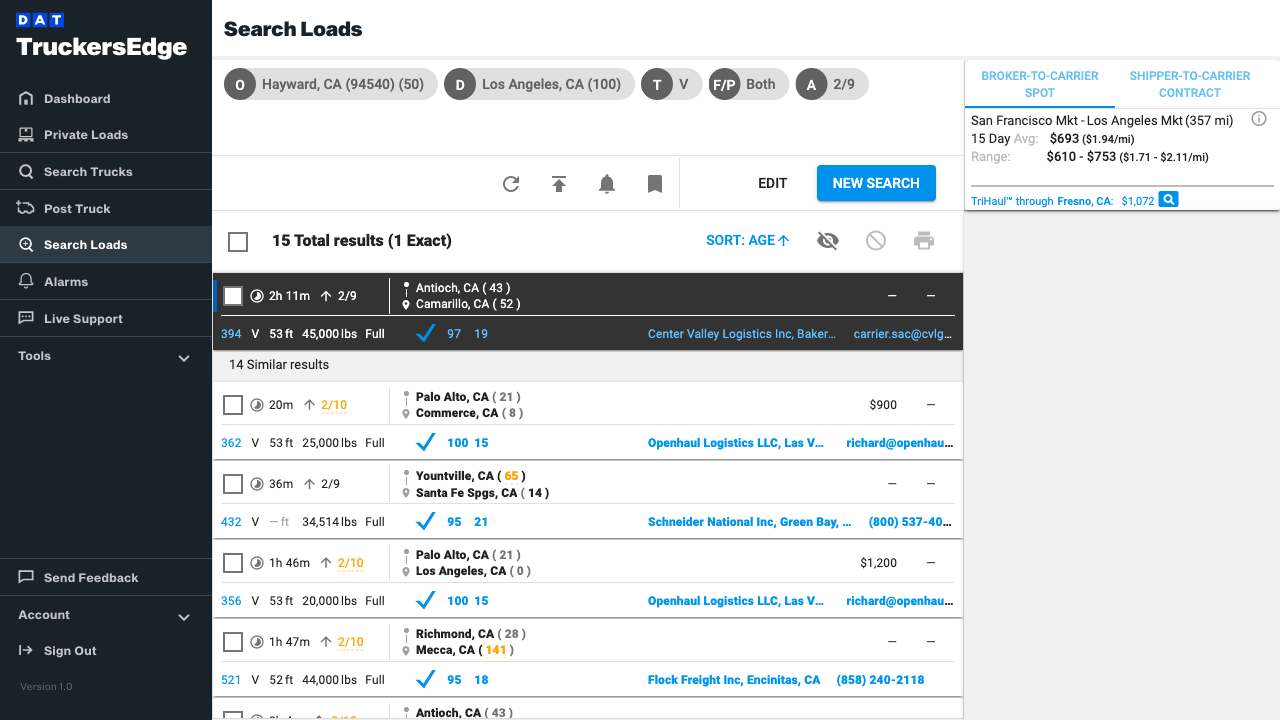 DAT
TruckersEdge
Dashboard
Private Loads
Search Trucks
Post Truck
Search Loads
Alarms
Live Support
Tools
Send Feedback
Account
Sign Out
Version 1.0
Search Loads
O Hayward, CA (94540) (50) D Los Angeles, CA (100) T V F/P Both A 2/9
EDIT NEW SEARCH
15 Total results (1 Exact) SORT: AGE
2h 11m 2/9 Antioch, CA ( 43 ) – –
Camarillo, CA ( 52 )
394 V 53 ft 45,000 lbs Full 97 19 Center Valley Logistics Inc, Baker... carrier.sac@cvlg...
14 Similar results
20m 2/10 Palo Alto, CA ( 21 ) $900 –
Commerce, CA ( 8 )
362 V 53 ft 25,000 lbs Full 100 15 Openhaul Logistics LLC, Las V... richard@openhau...
36m 2/9 Yountville, CA ( 65 ) – –
Santa Fe Spgs, CA ( 14 )
432 V – ft 34,514 lbs Full 95 21 Schneider National Inc, Green Bay, ... (800) 537-40...
1h 46m 2/10 Palo Alto, CA ( 21 ) $1,200 –
Los Angeles, CA ( 0 )
356 V 53 ft 20,000 lbs Full 100 15 Openhaul Logistics LLC, Las V... richard@openhau...
1h 47m 2/10 Richmond, CA ( 28 ) – –
Mecca, CA ( 141 )
521 V 52 ft 44,000 lbs Full 95 18 Flock Freight Inc, Encinitas, CA (858) 240-2118
Antioch, CA ( 43 )
BROKER-TO-CARRIER SPOT
SHIPPER-TO-CARRIER CONTRACT
San Francisco Mkt - Los Angeles Mkt (357 mi)
15 Day Avg: $693 ($1.94/mi)
Range: $610 - $753 ($1.71 - $2.11/mi)
TriHaul™ through Fresno, CA: $1,072